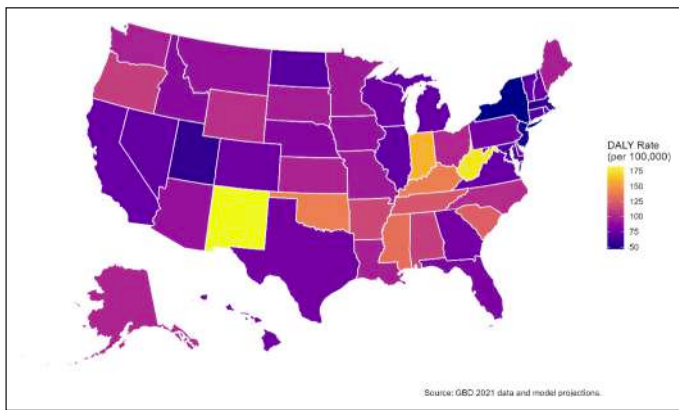 DALY Rate
(per 100,000)
175
150
125
100
75
50
Source: GBD 2021 data and model projections.